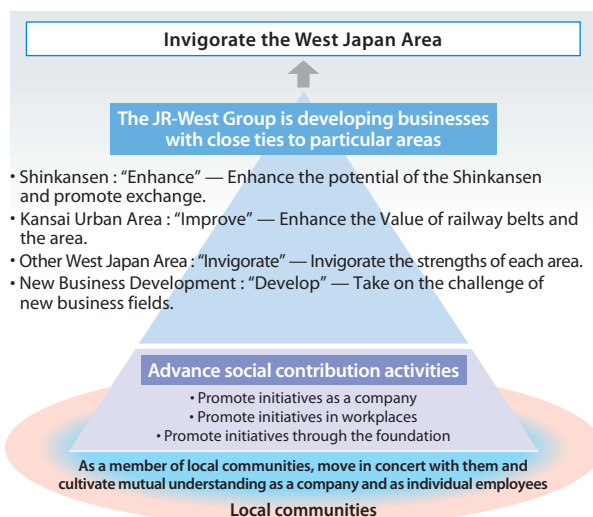 Invigorate the West Japan Area
The JR-West Group is developing businesses
with close ties to particular areas
• Shinkansen : “Enhance” — Enhance the potential of the Shinkansen
and promote exchange.
• Kansai Urban Area : “Improve” — Enhance the Value of railway belts and
the area.
• Other West Japan Area : “Invigorate” — Invigorate the strengths of each area.
• New Business Development : “Develop” — Take on the challenge of
new business fields.
Advance social contribution activities
• Promote initiatives as a company
• Promote initiatives in workplaces
• Promote initiatives through the foundation
As a member of local communities, move in concert with them and
cultivate mutual understanding as a company and as individual employees
Local communities